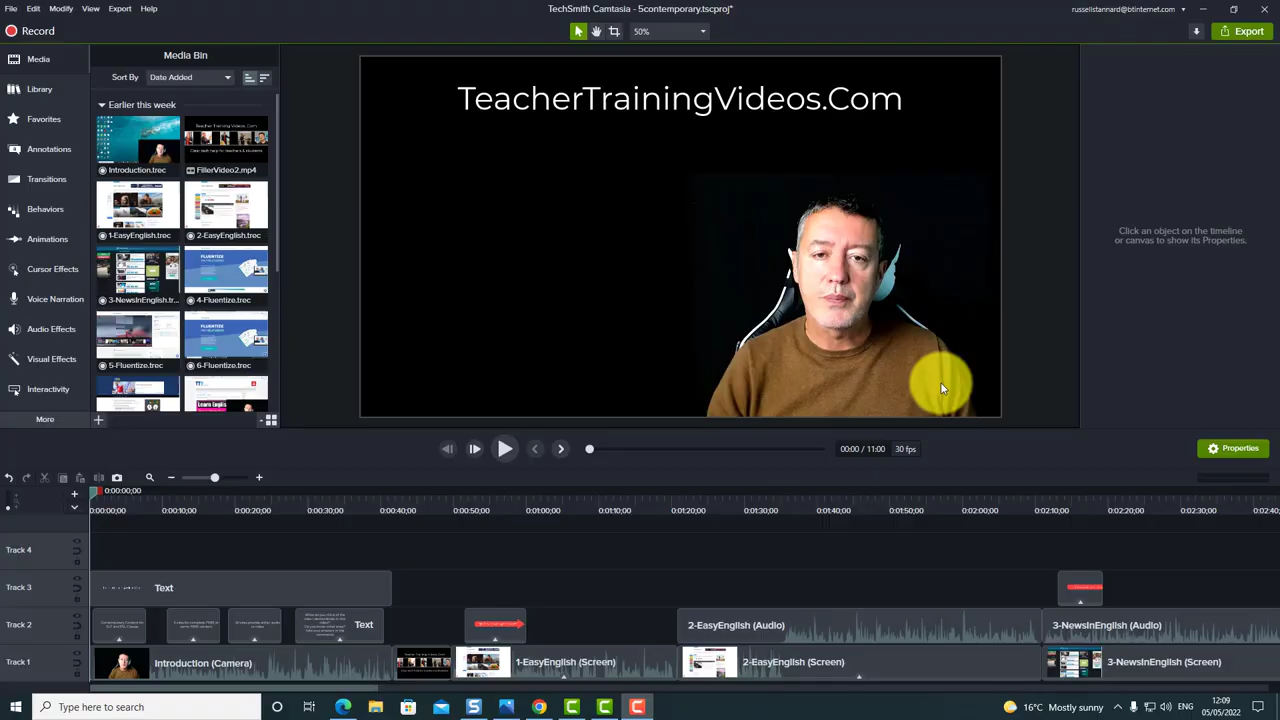 File Edit Modify View Export Help
TechSmith Camtasia - 5contemporary.tscproj*
russellstannard@btinternet.com
Record
50%
Export
Media
Library
Favorites
Annotations
Transitions
Behaviors
Animations
Cursor Effects
Voice Narration
Audio Effects
Visual Effects
Interactivity
More
Media Bin
Sort By Date Added
Earlier this week
Introduction.trec
FillerVideo2.mp4
1-EasyEnglish.trec
2-EasyEnglish.trec
3-NewsInEnglish.tr...
4-Fluentize.trec
5-Fluentize.trec
6-Fluentize.trec
TeacherTrainingVideos.Com
Click an object on the timeline
or canvas to show its Properties.
00:00 / 11:00 30 fps
Properties
0:00:00;00
0:00:00;00 0:00:10;00 0:00:20;00 0:00:30;00 0:00:40;00 0:00:50;00 0:01:00;00 0:01:10;00 0:01:20;00 0:01:30;00 0:01:40;00 0:01:50;00 0:02:00;00 0:02:10;00 0:02:20;00 0:02:30;00 0:02:40;
Track 4
Track 3
Text
Track 2
Text
2-EasyEnglish (Audio)
3-NewsInEnglish (Audio)
Track 1
Introduction (Camera)
1-EasyEnglish (Screen)
2-EasyEnglish (Screen)
Type here to search
16°C Mostly sunny
12:09
05/05/2022